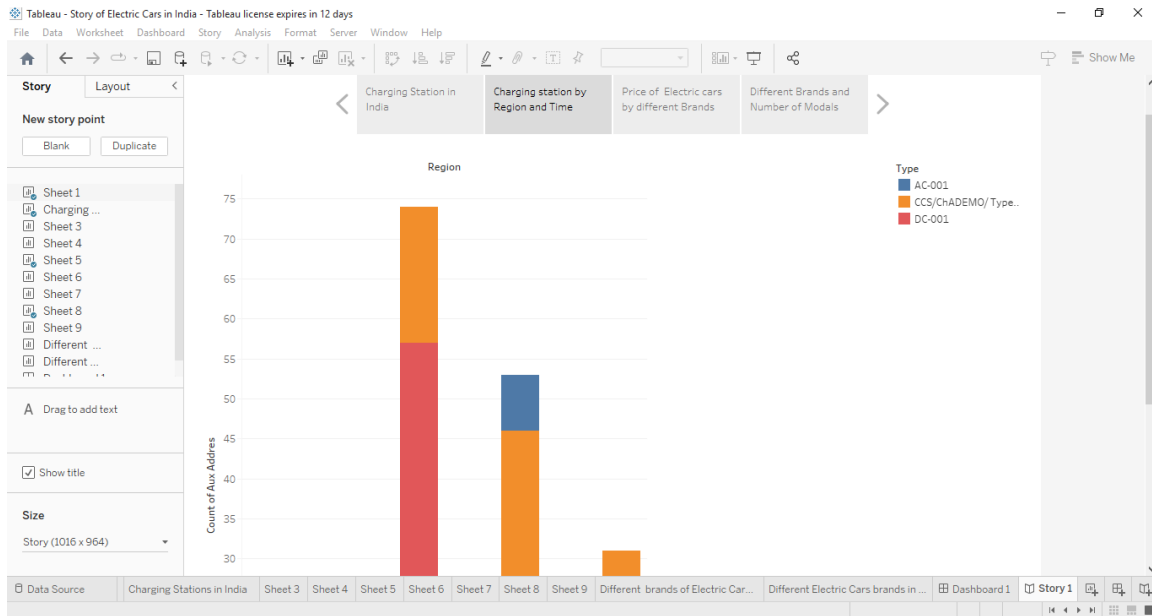 Tableau - Story of Electric Cars in India - Tableau license expires in 12 days
File Data Worksheet Dashboard Story Analysis Format Server Window Help
Show Me
Story Layout
New story point
Blank Duplicate
Sheet 1
Charging ...
Sheet 3
Sheet 4
Sheet 5
Sheet 6
Sheet 7
Sheet 8
Sheet 9
Different ...
Different ...
A Drag to add text
Show title
Size
Story (1016 x 964)
Charging Station in
India
Charging station by
Region and Time
Price of Electric cars
by different Brands
Different Brands and
Number of Modals
Region
75
70
65
60
55
50
45
40
35
30
Count of Aux Addres
Type
AC-001
CCS/ChADEMO/ Type..
DC-001
Data Source Charging Stations in India Sheet 3 Sheet 4 Sheet 5 Sheet 6 Sheet 7 Sheet 8 Sheet 9 Different brands of Electric Car... Different Electric Cars brands in ... Dashboard 1 Story 1